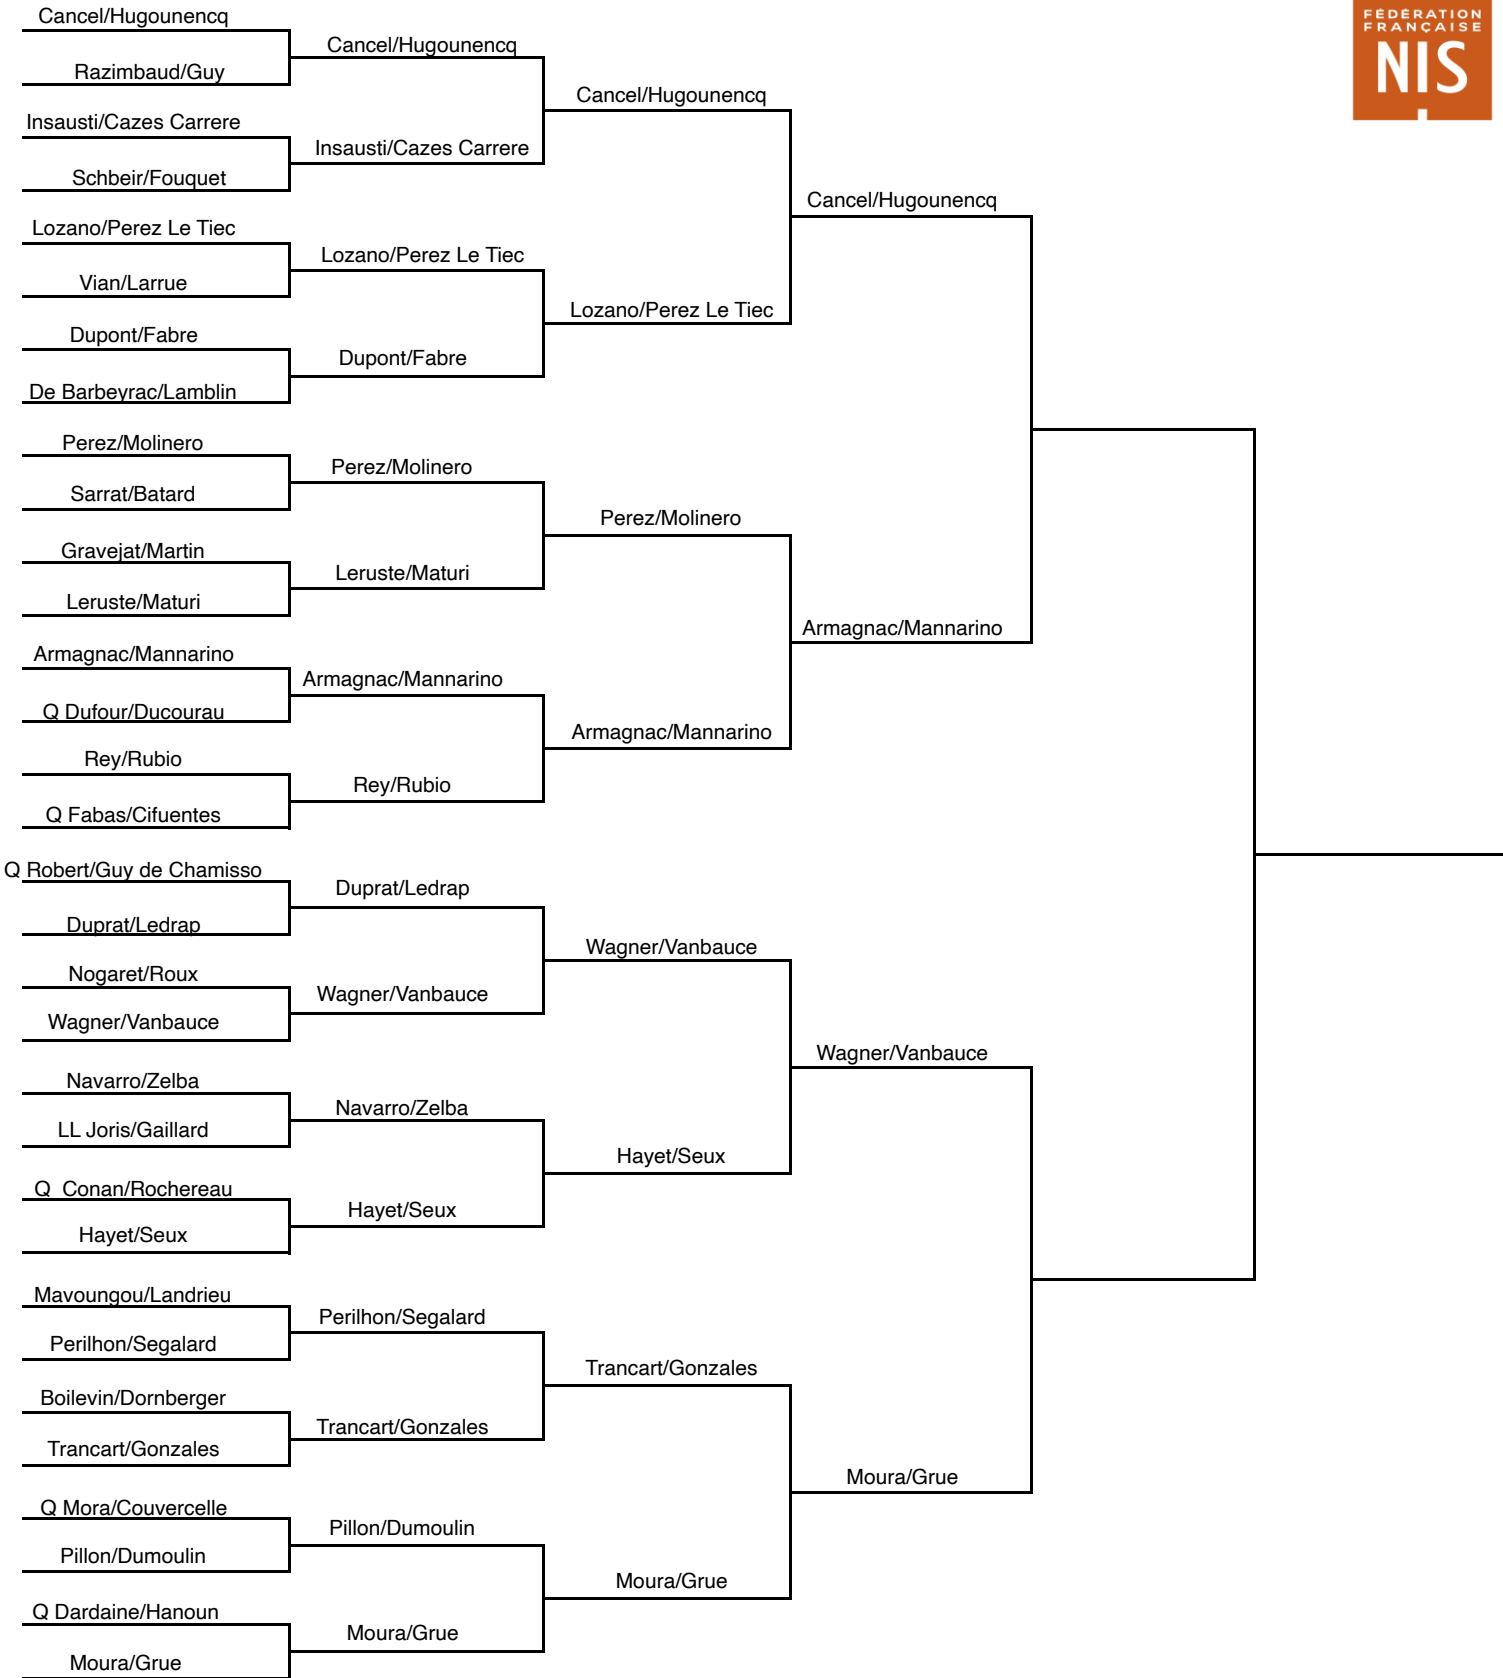 FÉDÉRATION
FRANÇAISE
NIS
Cancel/Hugounencq
Razimbaud/Guy
Insausti/Cazes Carrere
Schbeir/Fouquet
Lozano/Perez Le Tiec
Vian/Larrue
Dupont/Fabre
De Barbeyrac/Lamblin
Perez/Molinero
Sarrat/Batard
Gravejat/Martin
Leruste/Maturi
Armagnac/Mannarino
Q Dufour/Ducourau
Rey/Rubio
Q Fabas/Cifuentes
Q Robert/Guy de Chamisso
Duprat/Ledrap
Nogaret/Roux
Wagner/Vanbauce
Navarro/Zelba
LL Joris/Gaillard
Q Conan/Rochereau
Hayet/Seux
Mavoungou/Landrieu
Perilhon/Segalard
Boilevin/Dornberger
Trancart/Gonzales
Q Mora/Couvercelle
Pillon/Dumoulin
Q Dardaine/Hanoun
Moura/Grue
Cancel/Hugounencq
Insausti/Cazes Carrere
Lozano/Perez Le Tiec
Dupont/Fabre
Perez/Molinero
Leruste/Maturi
Armagnac/Mannarino
Rey/Rubio
Duprat/Ledrap
Wagner/Vanbauce
Navarro/Zelba
Hayet/Seux
Perilhon/Segalard
Trancart/Gonzales
Pillon/Dumoulin
Moura/Grue
Cancel/Hugounencq
Lozano/Perez Le Tiec
Perez/Molinero
Armagnac/Mannarino
Wagner/Vanbauce
Hayet/Seux
Trancart/Gonzales
Moura/Grue
Cancel/Hugounencq
Armagnac/Mannarino
Wagner/Vanbauce
Moura/Grue